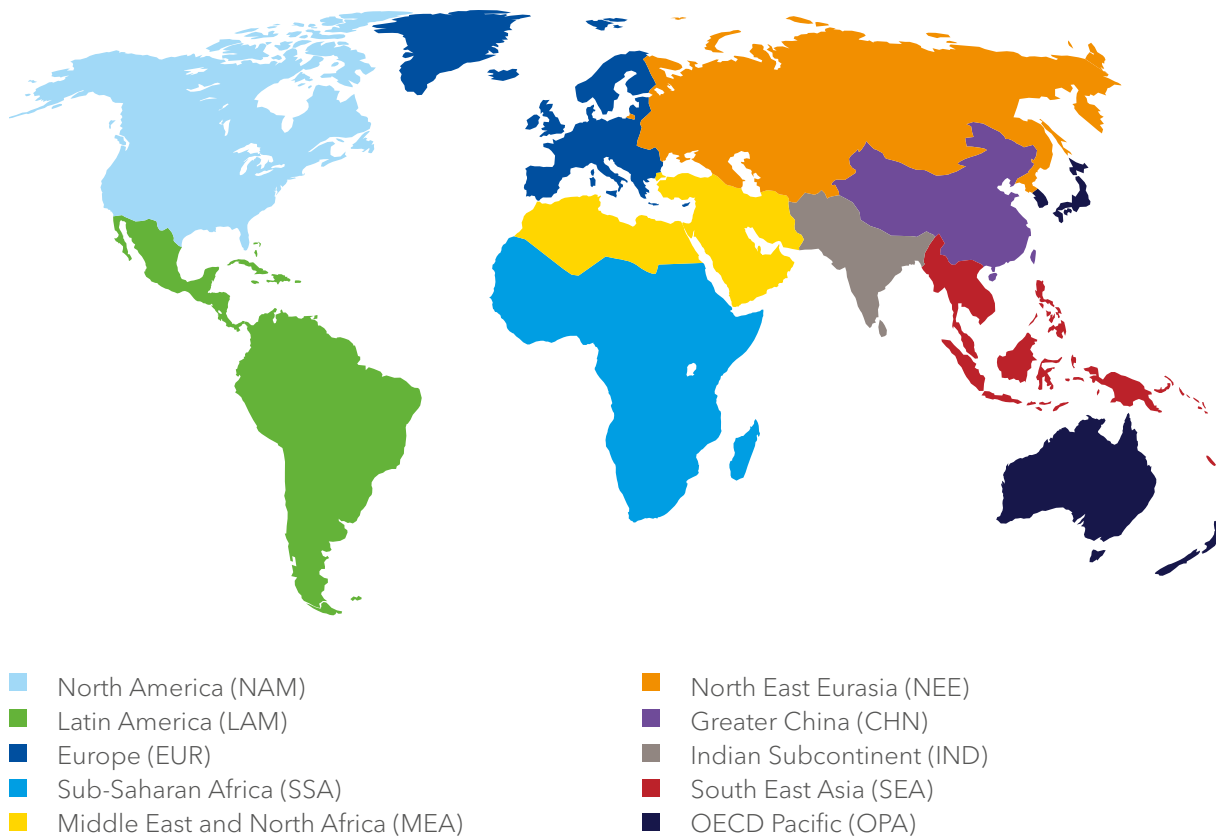 North America (NAM)
Latin America (LAM)
Europe (EUR)
Sub-Saharan Africa (SSA)
Middle East and North Africa (MEA)
North East Eurasia (NEE)
Greater China (CHN)
Indian Subcontinent (IND)
South East Asia (SEA)
OECD Pacific (OPA)